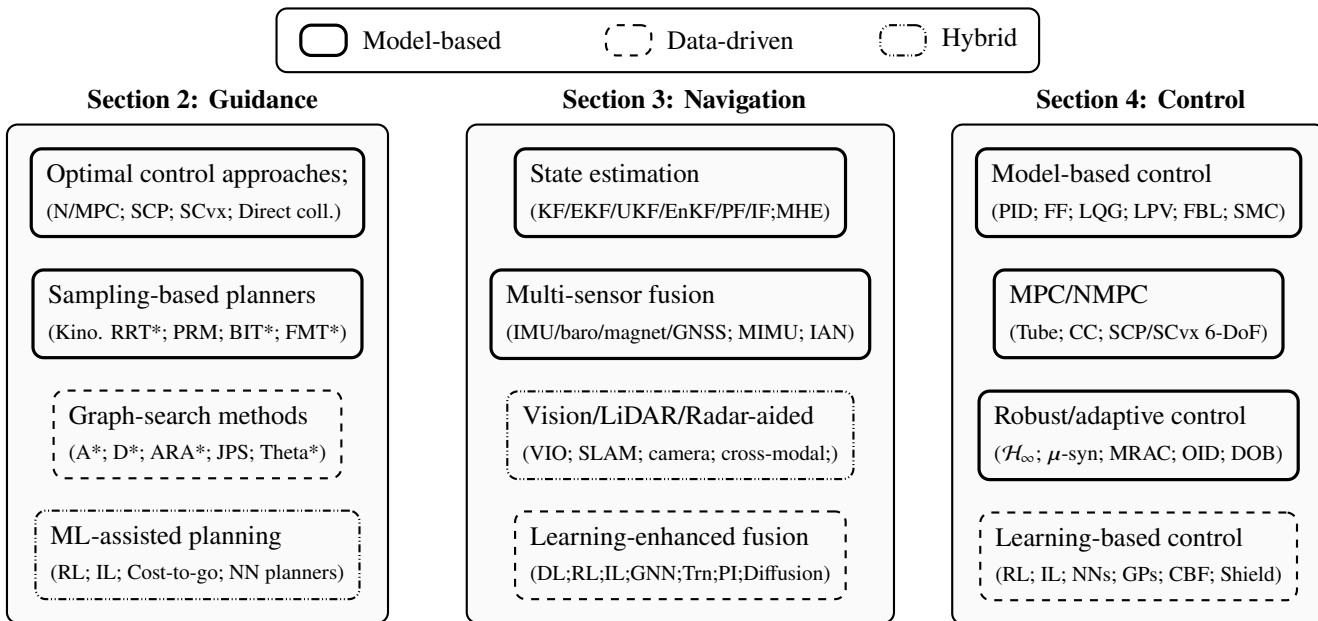 Model-based Data-driven Hybrid
Section 2: Guidance
Optimal control approaches;
(N/MPC; SCP; SCvx; Direct coll.)
Sampling-based planners
(Kino. RRT*; PRM; BIT*; FMT*)
Graph-search methods
(A*; D*; ARA*; JPS; Theta*)
ML-assisted planning
(RL; IL; Cost-to-go; NN planners)
Section 3: Navigation
State estimation
(KF/EKF/UKF/EnKF/PF/IF;MHE)
Multi-sensor fusion
(IMU/baro/magnet/GNSS; MIMU; IAN)
Vision/LiDAR/Radar-aided
(VIO; SLAM; camera; cross-modal;)
Learning-enhanced fusion
(DL;RL;IL;GNN;Trn;PI;Diffusion)
Section 4: Control
Model-based control
(PID; FF; LQG; LPV; FBL; SMC)
MPC/NMPC
(Tube; CC; SCP/SCvx 6-DoF)
Robust/adaptive control
(ℋ∞; μ-syn; MRAC; OID; DOB)
Learning-based control
(RL; IL; NNs; GPs; CBF; Shield)